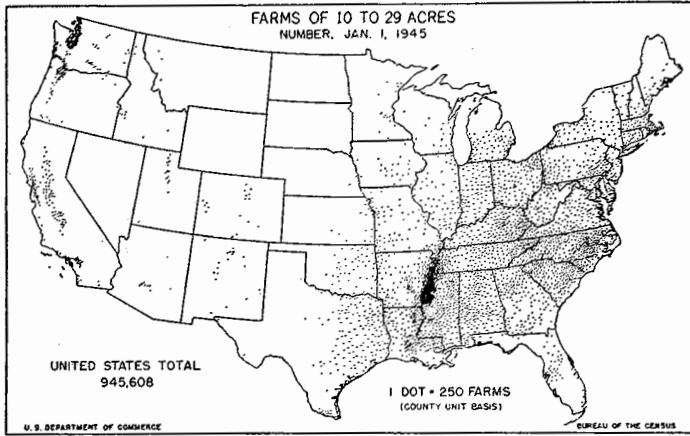 FARMS OF 10 TO 29 ACRES
NUMBER, JAN. 1, 1945
UNITED STATES TOTAL
945,608
1 DOT = 250 FARMS
(COUNTY UNIT BASIS)
U.S. DEPARTMENT OF COMMERCE
BUREAU OF THE CENSUS